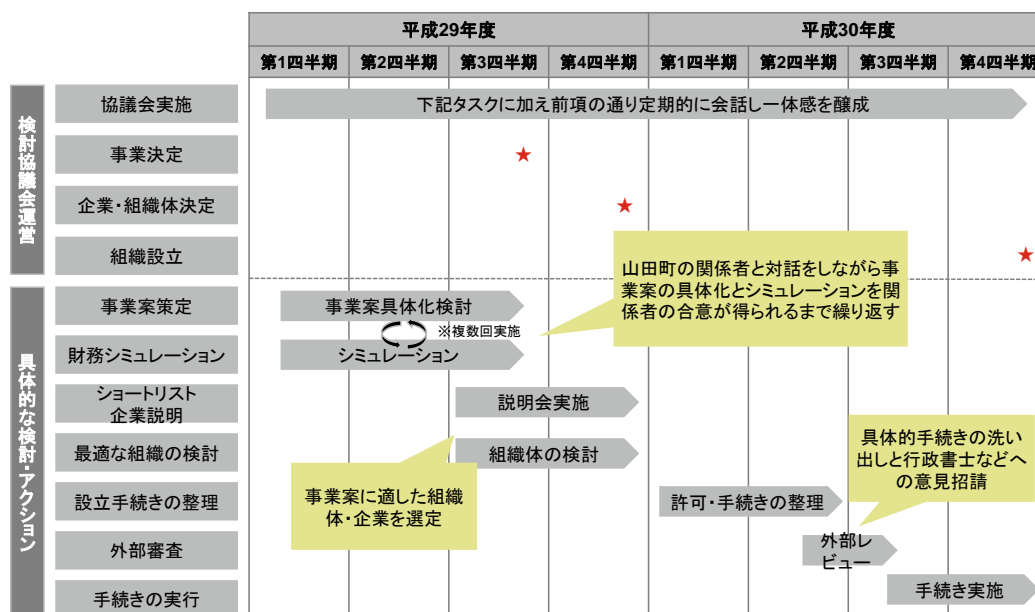 平成29年度
平成30年度
第1四半期
第2四半期
第3四半期
第4四半期
第1四半期
第2四半期
第3四半期
第4四半期
検討協議会運営
協議会実施
下記タスクに加え前項の通り定期的に会話し一体感を醸成
事業決定
★
企業・組織体決定
★
組織設立
★
山田町の関係者と対話をしながら事
業案の具体化とシミュレーションを関
係者の合意が得られるまで繰り返す
具体的な検討・アクション
事業案策定
事業案具体化検討
※複数回実施
財務シミュレーション
シミュレーション
ショートリスト
企業説明
説明会実施
最適な組織の検討
組織体の検討
具体的手続きの洗い
出しと行政書士などへ
の意見招請
事業案に適した組織
体・企業を選定
設立手続きの整理
許可・手続きの整理
外部審査
外部レ
ビュー
手続きの実行
手続き実施